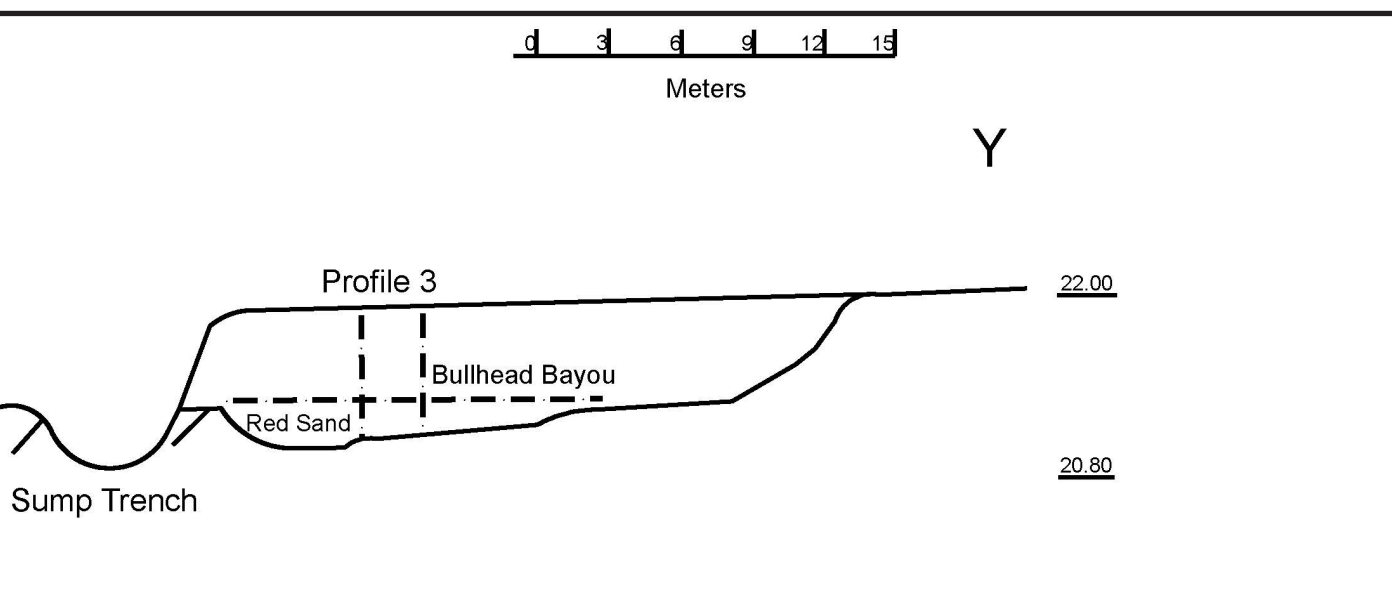 0 3 6 9 12 15
Meters
Y
Profile 3
22.00
Bullhead Bayou
Red Sand
20.80
Sump Trench